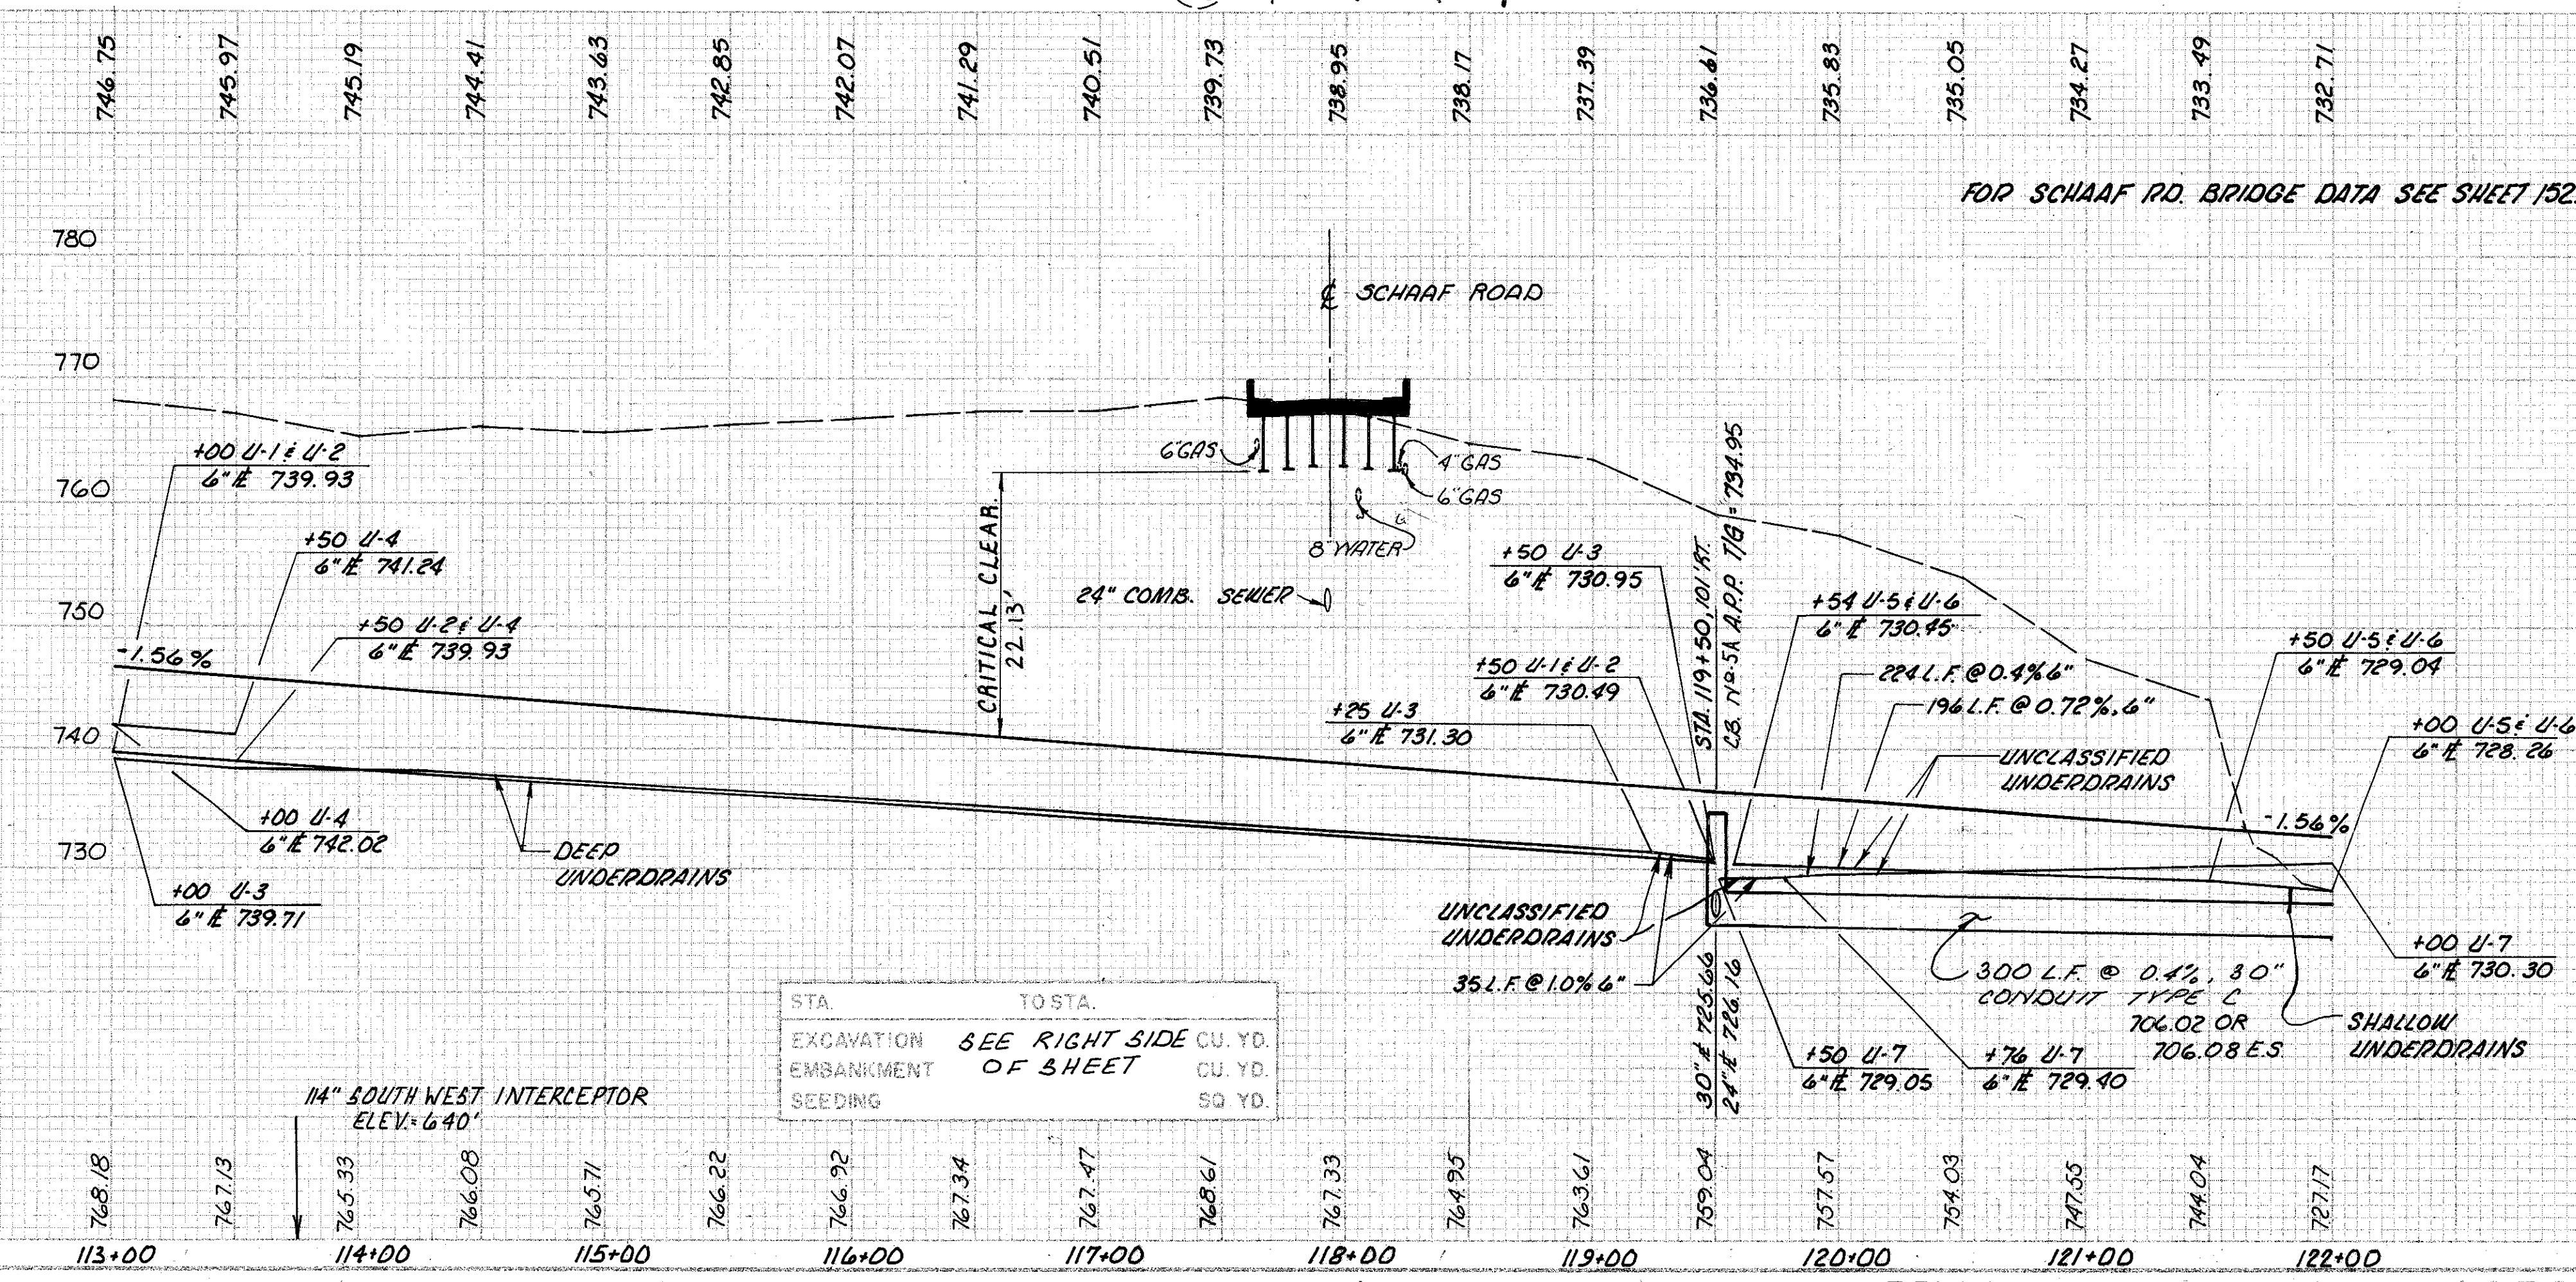 746.75 745.97 745.19 744.41 743.63 742.85 742.07 741.29 740.51 739.73 738.95 738.17 737.39 736.61 735.83 735.05 734.27 733.49 732.71
FOR SCHAAF RD. BRIDGE DATA SEE SHEET 152
780
770
760
750
740
730
℄ SCHAAF ROAD
6" GAS
4" GAS
6" GAS
8" WATER
24" COMB. SEWER
CRITICAL CLEAR.
22.13'
+00 U-1 & U-2
6" ℄ 739.93
+50 U-4
6" ℄ 741.24
+50 U-2 & U-4
6" ℄ 739.93
-1.56%
+00 U-4
6" ℄ 742.02
+00 U-3
6" ℄ 739.71
DEEP
UNDERDRAINS
+50 U-3
6" ℄ 730.95
+50 U-1 & U-2
6" ℄ 730.49
+25 U-3
6" ℄ 731.30
STA. 119+50, 101' RT.
C.B. Nº-5A A.P.P. T/G = 734.95
+54 U-5 & U-6
6" ℄ 730.45
224 L.F. @ 0.4% 6"
196 L.F. @ 0.72%, 6"
UNCLASSIFIED
UNDERDRAINS
+50 U-5 & U-6
6" ℄ 729.04
+00 U-5 & U-6
6" ℄ 728.26
-1.56%
UNCLASSIFIED
UNDERDRAINS
35 L.F. @ 1.0% 6"
30" ℄ 725.66
24" ℄ 726.16
300 L.F. @ 0.4%, 30"
CONDUIT TYPE C
706.02 OR
706.08 E.S.
SHALLOW
UNDERDRAINS
+00 U-7
6" ℄ 730.30
+50 U-7
6" ℄ 729.05
+76 U-7
6" ℄ 729.40
STA. TO STA.
EXCAVATION SEE RIGHT SIDE CU. YD.
EMBANKMENT OF SHEET CU. YD.
SEEDING SQ YD.
114" SOUTH WEST INTERCEPTOR
ELEV. = 640'
768.18 767.13 765.33 766.08 765.71 766.22 766.92 767.34 767.47 768.61 767.33 764.95 763.61 759.04 757.57 754.03 747.55 744.04 727.17
113+00 114+00 115+00 116+00 117+00 118+00 119+00 120+00 121+00 122+00